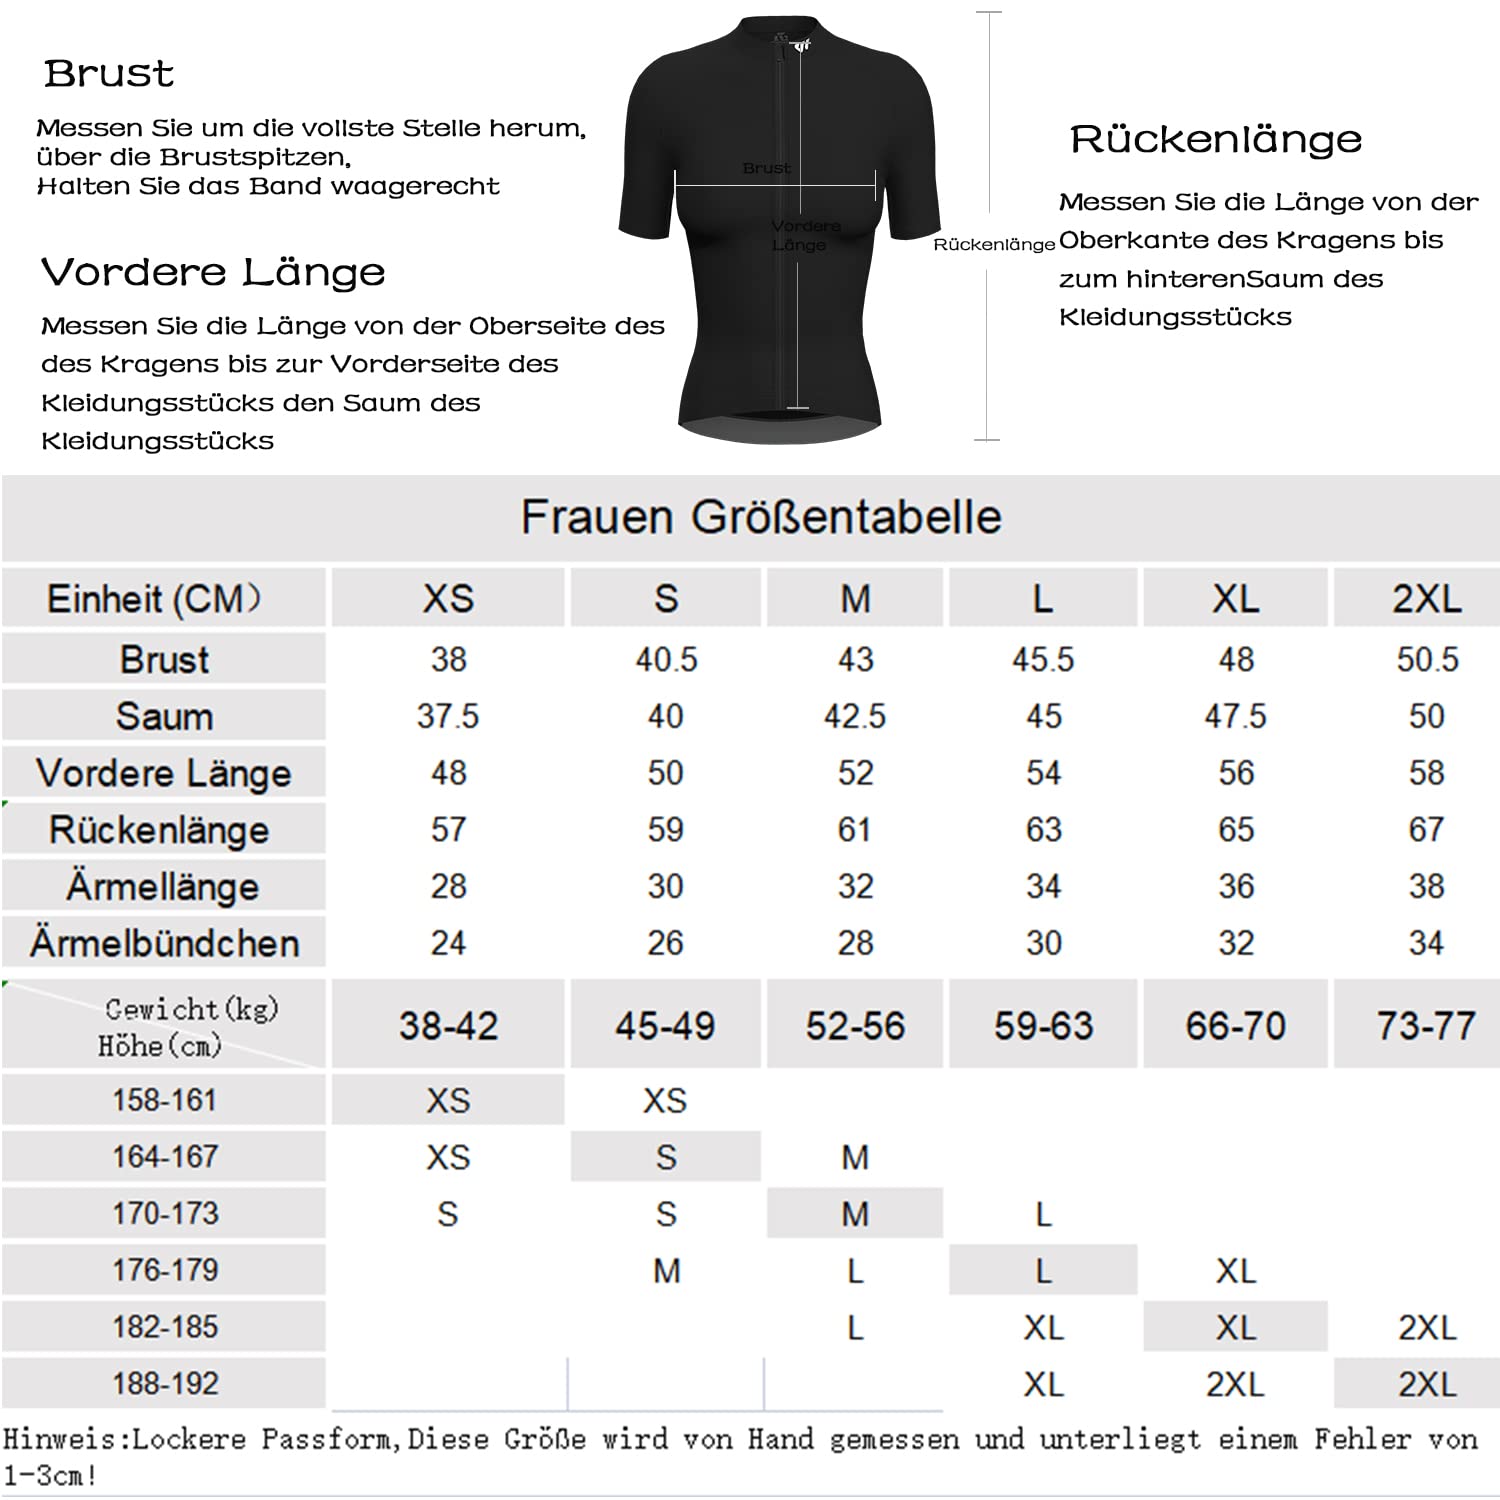 Brust
Messen Sie um die vollste Stelle herum,
über die Brustspitzen,
Halten Sie das Band waagerecht
Vordere Länge
Messen Sie die Länge von der Oberseite des
des Kragens bis zur Vorderseite des
Kleidungsstücks den Saum des
Kleidungsstücks
Brust
Vordere
Länge
Rückenlänge
Rückenlänge
Messen Sie die Länge von der
Oberkante des Kragens bis
zum hinterenSaum des
Kleidungsstücks
Frauen Größentabelle
Einheit (CM） XS S M L XL 2XL
Brust 38 40.5 43 45.5 48 50.5
Saum 37.5 40 42.5 45 47.5 50
Vordere Länge 48 50 52 54 56 58
Rückenlänge 57 59 61 63 65 67
Ärmellänge 28 30 32 34 36 38
Ärmelbündchen 24 26 28 30 32 34
Gewicht(kg)
Höhe(cm) 38-42 45-49 52-56 59-63 66-70 73-77
158-161 XS XS
164-167 XS S M
170-173 S S M L
176-179 M L L XL
182-185 L XL XL 2XL
188-192 XL 2XL 2XL
Hinweis:Lockere Passform,Diese Größe wird von Hand gemessen und unterliegt einem Fehler von
1-3cm!